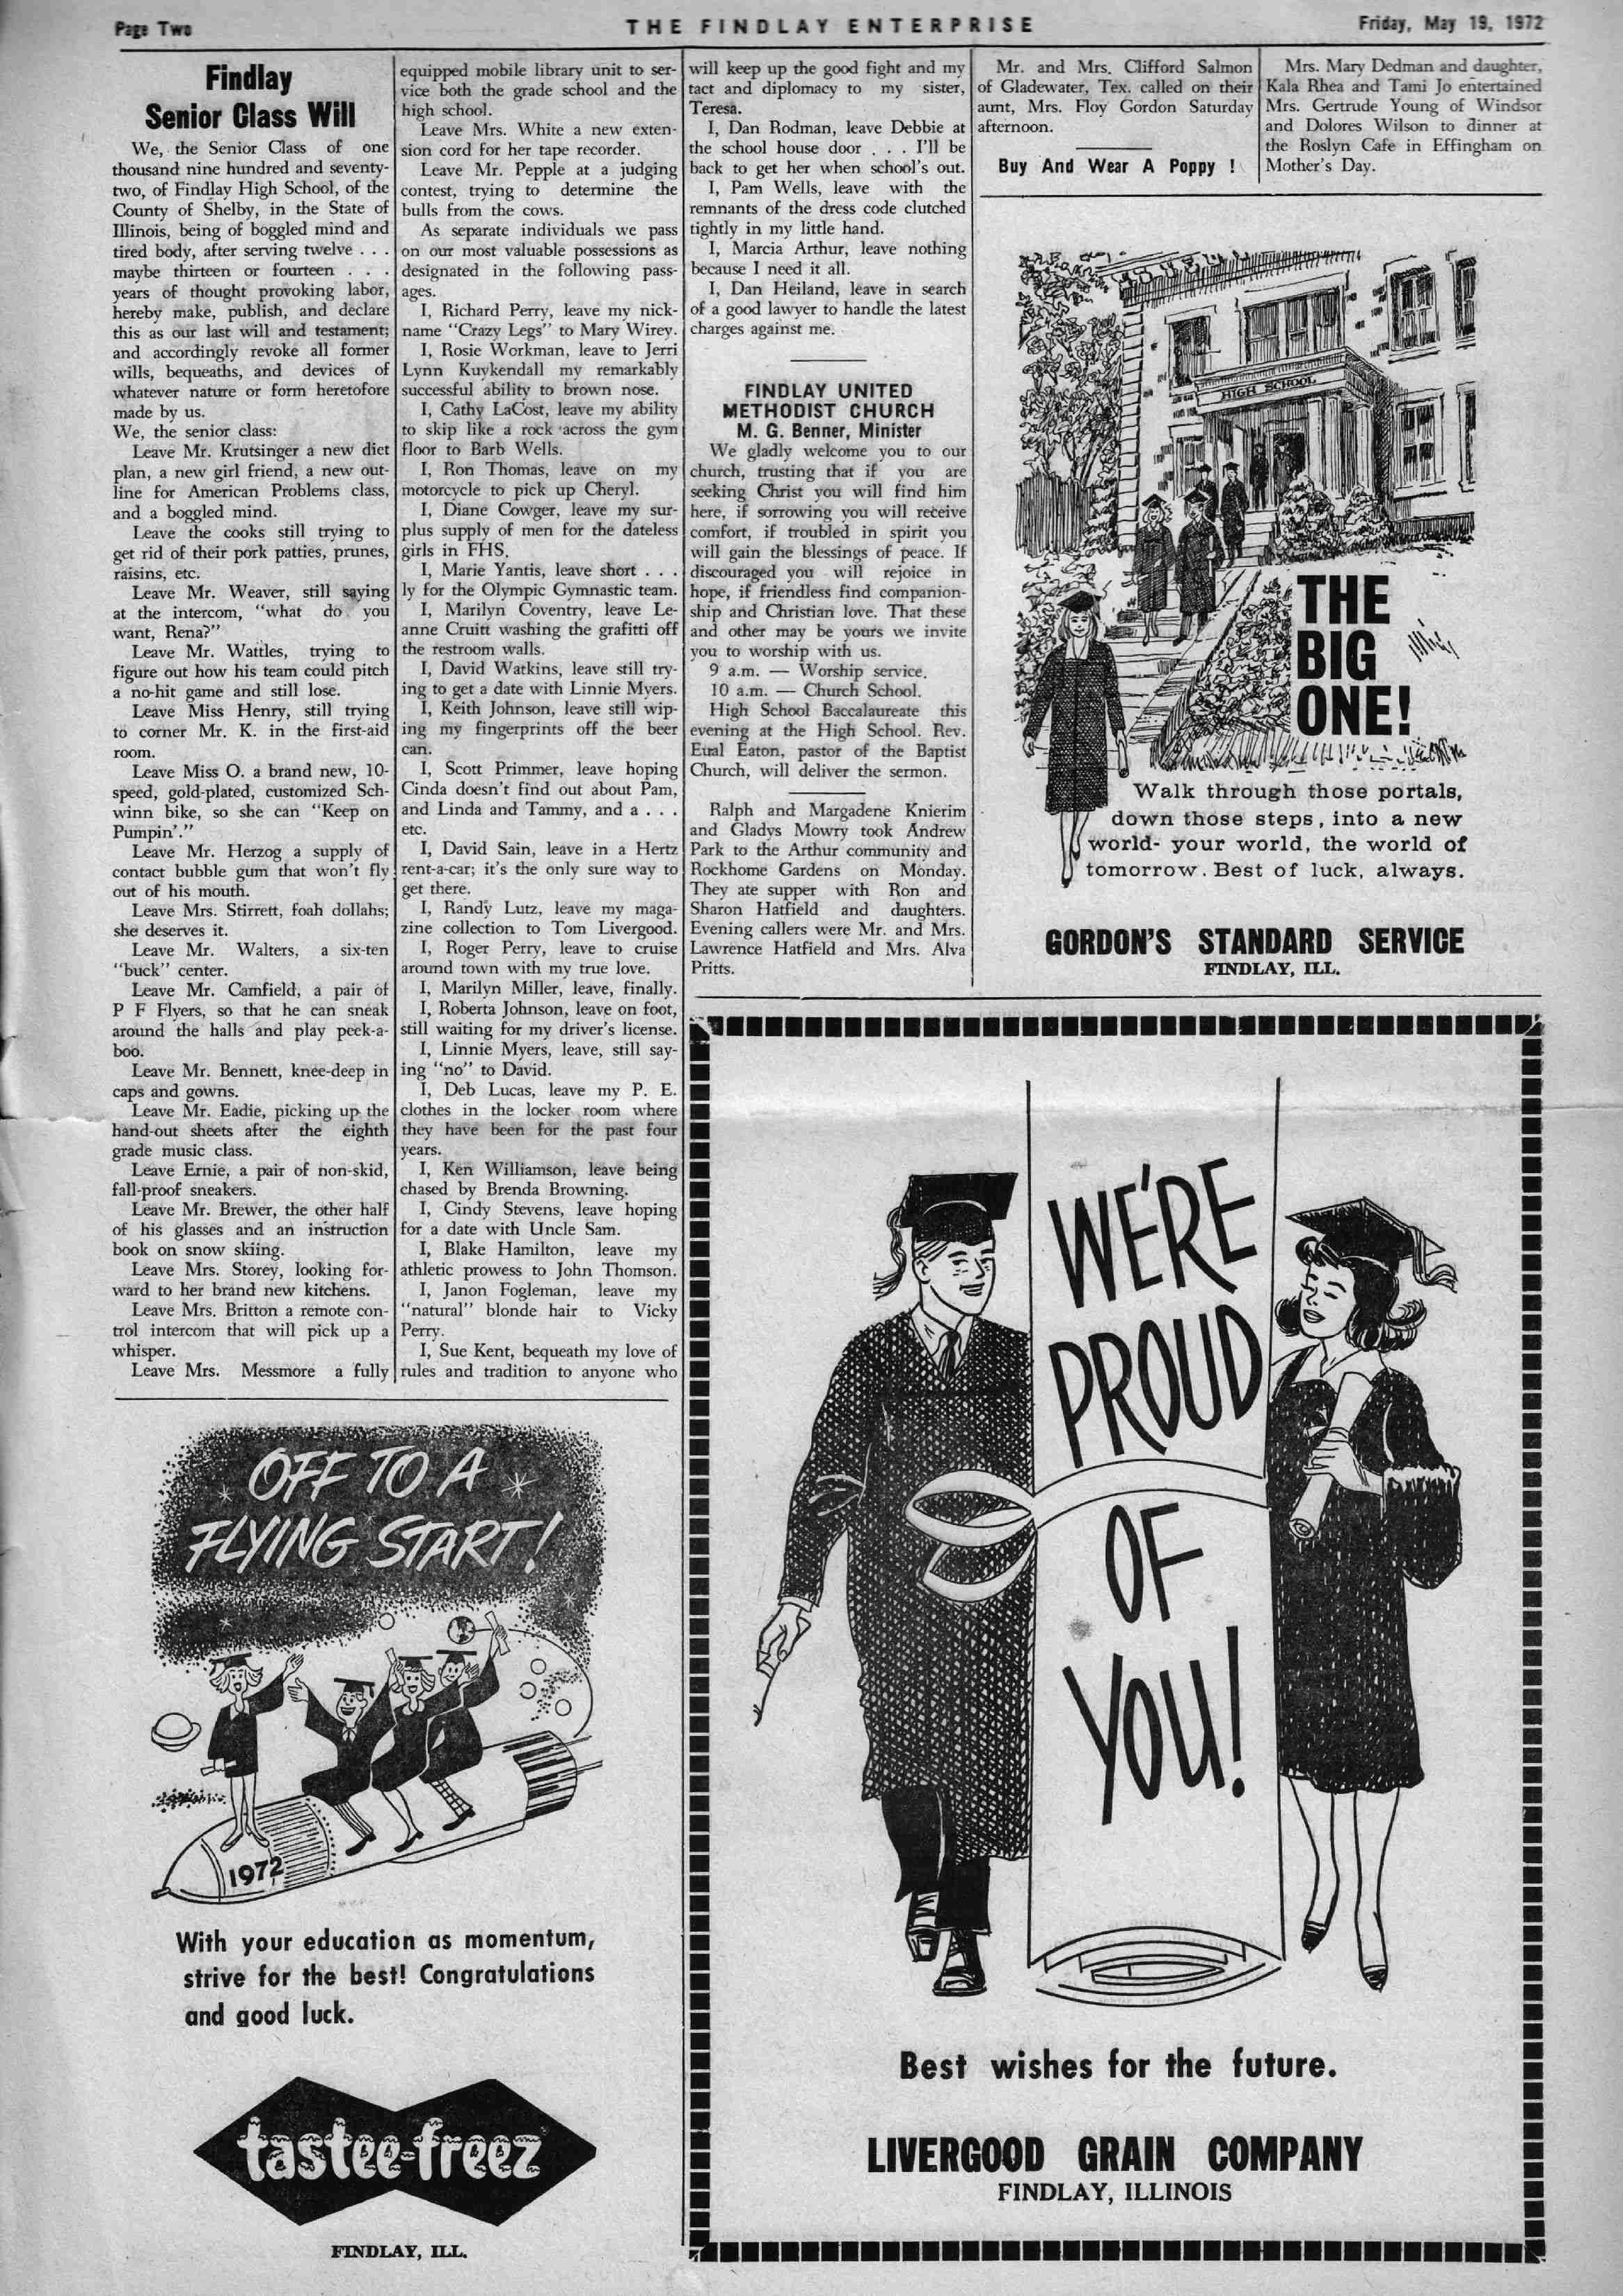 Page Two
THE FINDLAY ENTERPRISE
Friday, May 19, 1972
Findlay
Senior Class Will
We, the Senior Class of one
thousand nine hundred and seventy-
two, of Findlay High School, of the
County of Shelby, in the State of
Illinois, being of boggled mind and
tired body, after serving twelve . . .
maybe thirteen or fourteen . . .
years of thought provoking labor,
hereby make, publish, and declare
this as our last will and testament;
and accordingly revoke all former
wills, bequeaths, and devices of
whatever nature or form heretofore
made by us.
We, the senior class:
Leave Mr. Krutsinger a new diet
plan, a new girl friend, a new out-
line for American Problems class,
and a boggled mind.
Leave the cooks still trying to
get rid of their pork patties, prunes,
raisins, etc.
Leave Mr. Weaver, still saying
at the intercom, "what do you
want, Rena?"
Leave Mr. Wattles, trying to
figure out how his team could pitch
a no-hit game and still lose.
Leave Miss Henry, still trying
to corner Mr. K. in the first-aid
room.
Leave Miss O. a brand new, 10-
speed, gold-plated, customized Sch-
winn bike, so she can "Keep on
Pumpin'."
Leave Mr. Herzog a supply of
contact bubble gum that won't fly
out of his mouth.
Leave Mrs. Stirrett, foah dollahs;
she deserves it.
Leave Mr. Walters, a six-ten
"buck" center.
Leave Mr. Camfield, a pair of
P F Flyers, so that he can sneak
around the halls and play peek-a-
boo.
Leave Mr. Bennett, knee-deep in
caps and gowns.
Leave Mr. Eadie, picking up the
hand-out sheets after the eighth
grade music class.
Leave Ernie, a pair of non-skid,
fall-proof sneakers.
Leave Mr. Brewer, the other half
of his glasses and an instruction
book on snow skiing.
Leave Mrs. Storey, looking for-
ward to her brand new kitchens.
Leave Mrs. Britton a remote con-
trol intercom that will pick up a
whisper.
Leave Mrs. Messmore a fully
equipped mobile library unit to ser-
vice both the grade school and the
high school.
Leave Mrs. White a new exten-
sion cord for her tape recorder.
Leave Mr. Pepple at a judging
contest, trying to determine the
bulls from the cows.
As separate individuals we pass
on our most valuable possessions as
designated in the following pass-
ages.
I, Richard Perry, leave my nick-
name "Crazy Legs" to Mary Wirey.
I, Rosie Workman, leave to Jerri
Lynn Kuykendall my remarkably
successful ability to brown nose.
I, Cathy LaCost, leave my ability
to skip like a rock across the gym
floor to Barb Wells.
I, Ron Thomas, leave on my
motorcycle to pick up Cheryl.
I, Diane Cowger, leave my sur-
plus supply of men for the dateless
girls in FHS.
I, Marie Yantis, leave short . . .
ly for the Olympic Gymnastic team.
I, Marilyn Coventry, leave Le-
anne Cruitt washing the grafitti off
the restroom walls.
I, David Watkins, leave still try-
ing to get a date with Linnie Myers.
I, Keith Johnson, leave still wip-
ing my fingerprints off the beer
can.
I, Scott Primmer, leave hoping
Cinda doesn't find out about Pam,
and Linda and Tammy, and a . . .
etc.
I, David Sain, leave in a Hertz
rent-a-car; it's the only sure way to
get there.
I, Randy Lutz, leave my maga-
zine collection to Tom Livergood.
I, Roger Perry, leave to cruise
around town with my true love.
I, Marilyn Miller, leave, finally.
I, Roberta Johnson, leave on foot,
still waiting for my driver's license.
I, Linnie Myers, leave, still say-
ing "no" to David.
I, Deb Lucas, leave my P. E.
clothes in the locker room where
they have been for the past four
years.
I, Ken Williamson, leave being
chased by Brenda Browning.
I, Cindy Stevens, leave hoping
for a date with Uncle Sam.
I, Blake Hamilton, leave my
athletic prowess to John Thomson.
I, Janon Fogleman, leave my
"natural" blonde hair to Vicky
Perry.
I, Sue Kent, bequeath my love of
rules and tradition to anyone who
will keep up the good fight and my
tact and diplomacy to my sister,
Teresa.
I, Dan Rodman, leave Debbie at
the school house door . . . I'll be
back to get her when school's out.
I, Pam Wells, leave with the
remnants of the dress code clutched
tightly in my little hand.
I, Marcia Arthur, leave nothing
because I need it all.
I, Dan Heiland, leave in search
of a good lawyer to handle the latest
charges against me.
FINDLAY UNITED
METHODIST CHURCH
M. G. Benner, Minister
We gladly welcome you to our
church, trusting that if you are
seeking Christ you will find him
here, if sorrowing you will receive
comfort, if troubled in spirit you
will gain the blessings of peace. If
discouraged you will rejoice in
hope, if friendless find companion-
ship and Christian love. That these
and other may be yours we invite
you to worship with us.
9 a.m. — Worship service.
10 a.m. — Church School.
High School Baccalaureate this
evening at the High School. Rev.
Eual Eaton, pastor of the Baptist
Church, will deliver the sermon.
Ralph and Margadene Knierim
and Gladys Mowry took Andrew
Park to the Arthur community and
Rockhome Gardens on Monday.
They ate supper with Ron and
Sharon Hatfield and daughters.
Evening callers were Mr. and Mrs.
Lawrence Hatfield and Mrs. Alva
Pritts.
Mr. and Mrs. Clifford Salmon
of Gladewater, Tex. called on their
aunt, Mrs. Floy Gordon Saturday
afternoon.
Buy And Wear A Poppy !
Mrs. Mary Dedman and daughter,
Kala Rhea and Tami Jo entertained
Mrs. Gertrude Young of Windsor
and Dolores Wilson to dinner at
the Roslyn Cafe in Effingham on
Mother's Day.
HIGH SCHOOL
THE
BIG
ONE!
Walk through those portals,
down those steps, into a new
world- your world, the world of
tomorrow. Best of luck, always.
GORDON'S STANDARD SERVICE
FINDLAY, ILL.
OFF TO A
FLYING START!
1972
With your education as momentum,
strive for the best! Congratulations
and good luck.
tastee-freez
FINDLAY, ILL.
WE'RE
PROUD
OF
YOU!
Best wishes for the future.
LIVERGOOD GRAIN COMPANY
FINDLAY, ILLINOIS